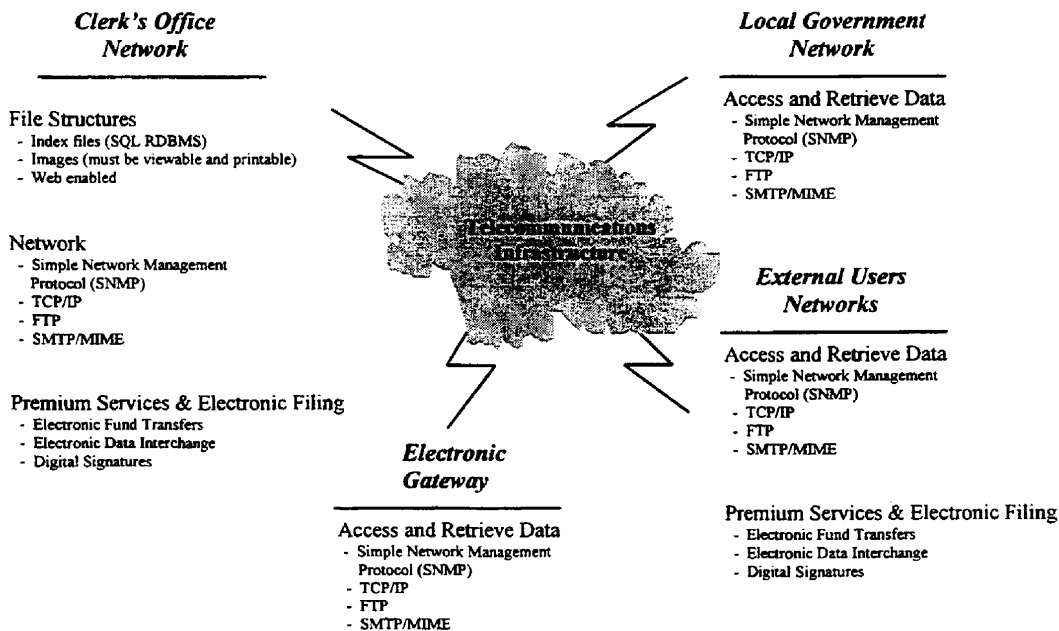 Clerk's Office
Network
File Structures
- Index files (SQL RDBMS)
- Images (must be viewable and printable)
- Web enabled
Network
- Simple Network Management
Protocol (SNMP)
- TCP/IP
- FTP
- SMTP/MIME
Premium Services & Electronic Filing
- Electronic Fund Transfers
- Electronic Data Interchange
- Digital Signatures
Telecommunications
Infrastructure
Electronic
Gateway
Access and Retrieve Data
- Simple Network Management
Protocol (SNMP)
- TCP/IP
- FTP
- SMTP/MIME
Local Government
Network
Access and Retrieve Data
- Simple Network Management
Protocol (SNMP)
- TCP/IP
- FTP
- SMTP/MIME
External Users
Networks
Access and Retrieve Data
- Simple Network Management
Protocol (SNMP)
- TCP/IP
- FTP
- SMTP/MIME
Premium Services & Electronic Filing
- Electronic Fund Transfers
- Electronic Data Interchange
- Digital Signatures